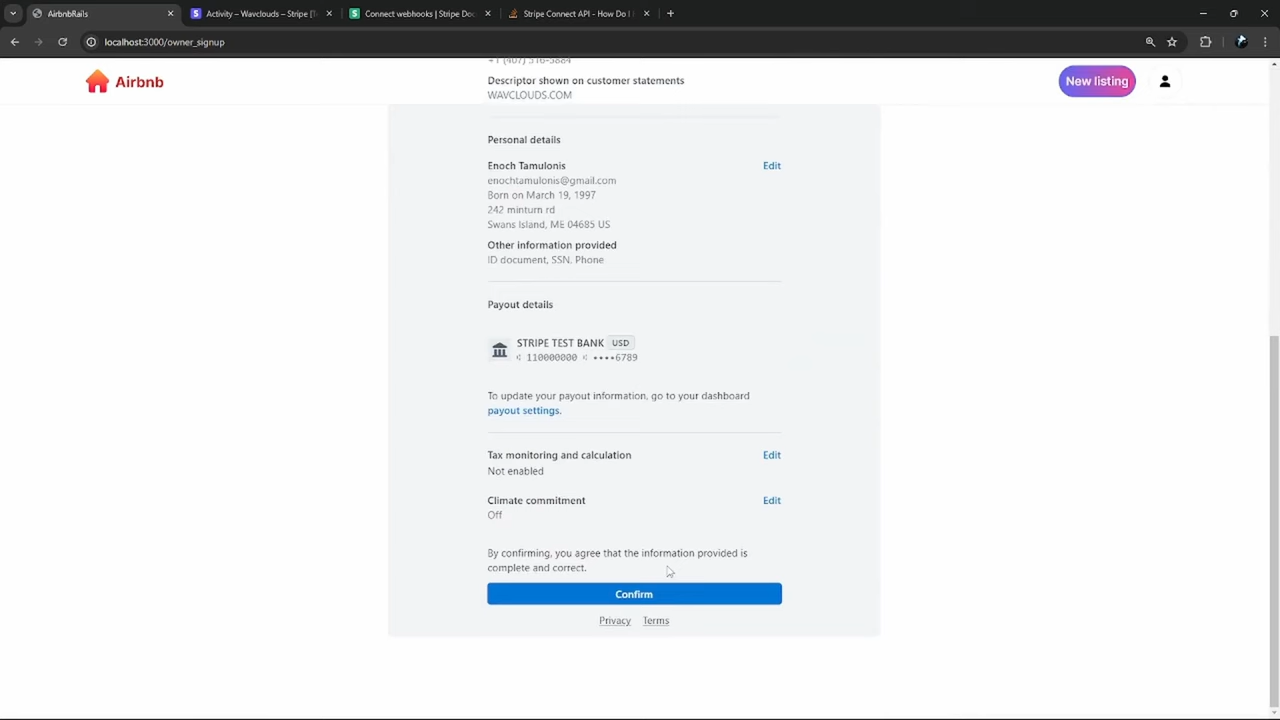 AirbnbRails
Activity – Wavclouds – Stripe [T
Connect webhooks | Stripe Doc
Stripe Connect API - How Do I
localhost:3000/owner_signup
Airbnb
New listing
+1 (407) 516-5884
Descriptor shown on customer statements
WAVCLOUDS.COM
Personal details
Enoch Tamulonis
Edit
enochtamulonis@gmail.com
Born on March 19, 1997
242 minturn rd
Swans Island, ME 04685 US
Other information provided
ID document, SSN, Phone
Payout details
STRIPE TEST BANK USD
⑆ 110000000 ⑆ ••••6789
To update your payout information, go to your dashboard
payout settings.
Tax monitoring and calculation
Edit
Not enabled
Climate commitment
Edit
Off
By confirming, you agree that the information provided is
complete and correct.
Confirm
Privacy Terms